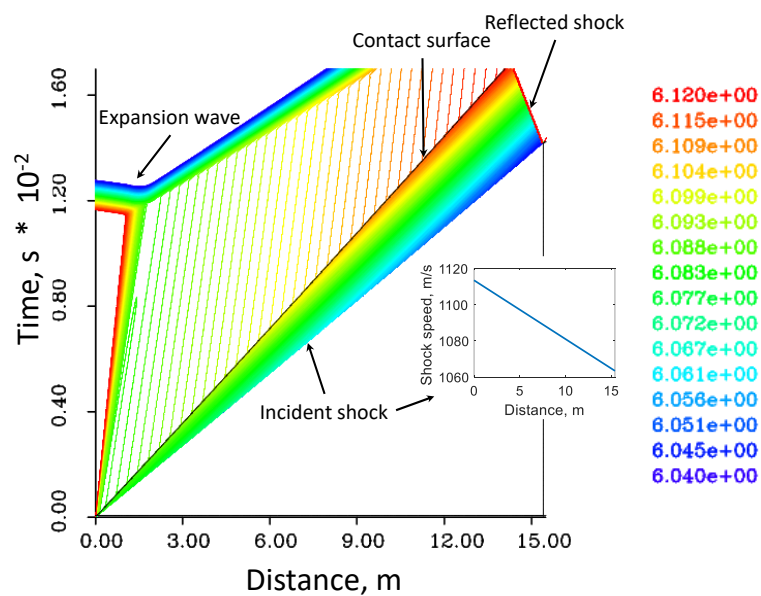 Reflected shock
Contact surface
Expansion wave
Incident shock
Time, s * 10-2
1.60
1.20
0.80
0.40
0.00
0.00 3.00 6.00 9.00 12.00 15.00
Distance, m
Shock speed, m/s
1120
1100
1080
1060
0 5 10 15
Distance, m
6.120e+00
6.115e+00
6.109e+00
6.104e+00
6.099e+00
6.093e+00
6.088e+00
6.083e+00
6.077e+00
6.072e+00
6.067e+00
6.061e+00
6.056e+00
6.051e+00
6.045e+00
6.040e+00